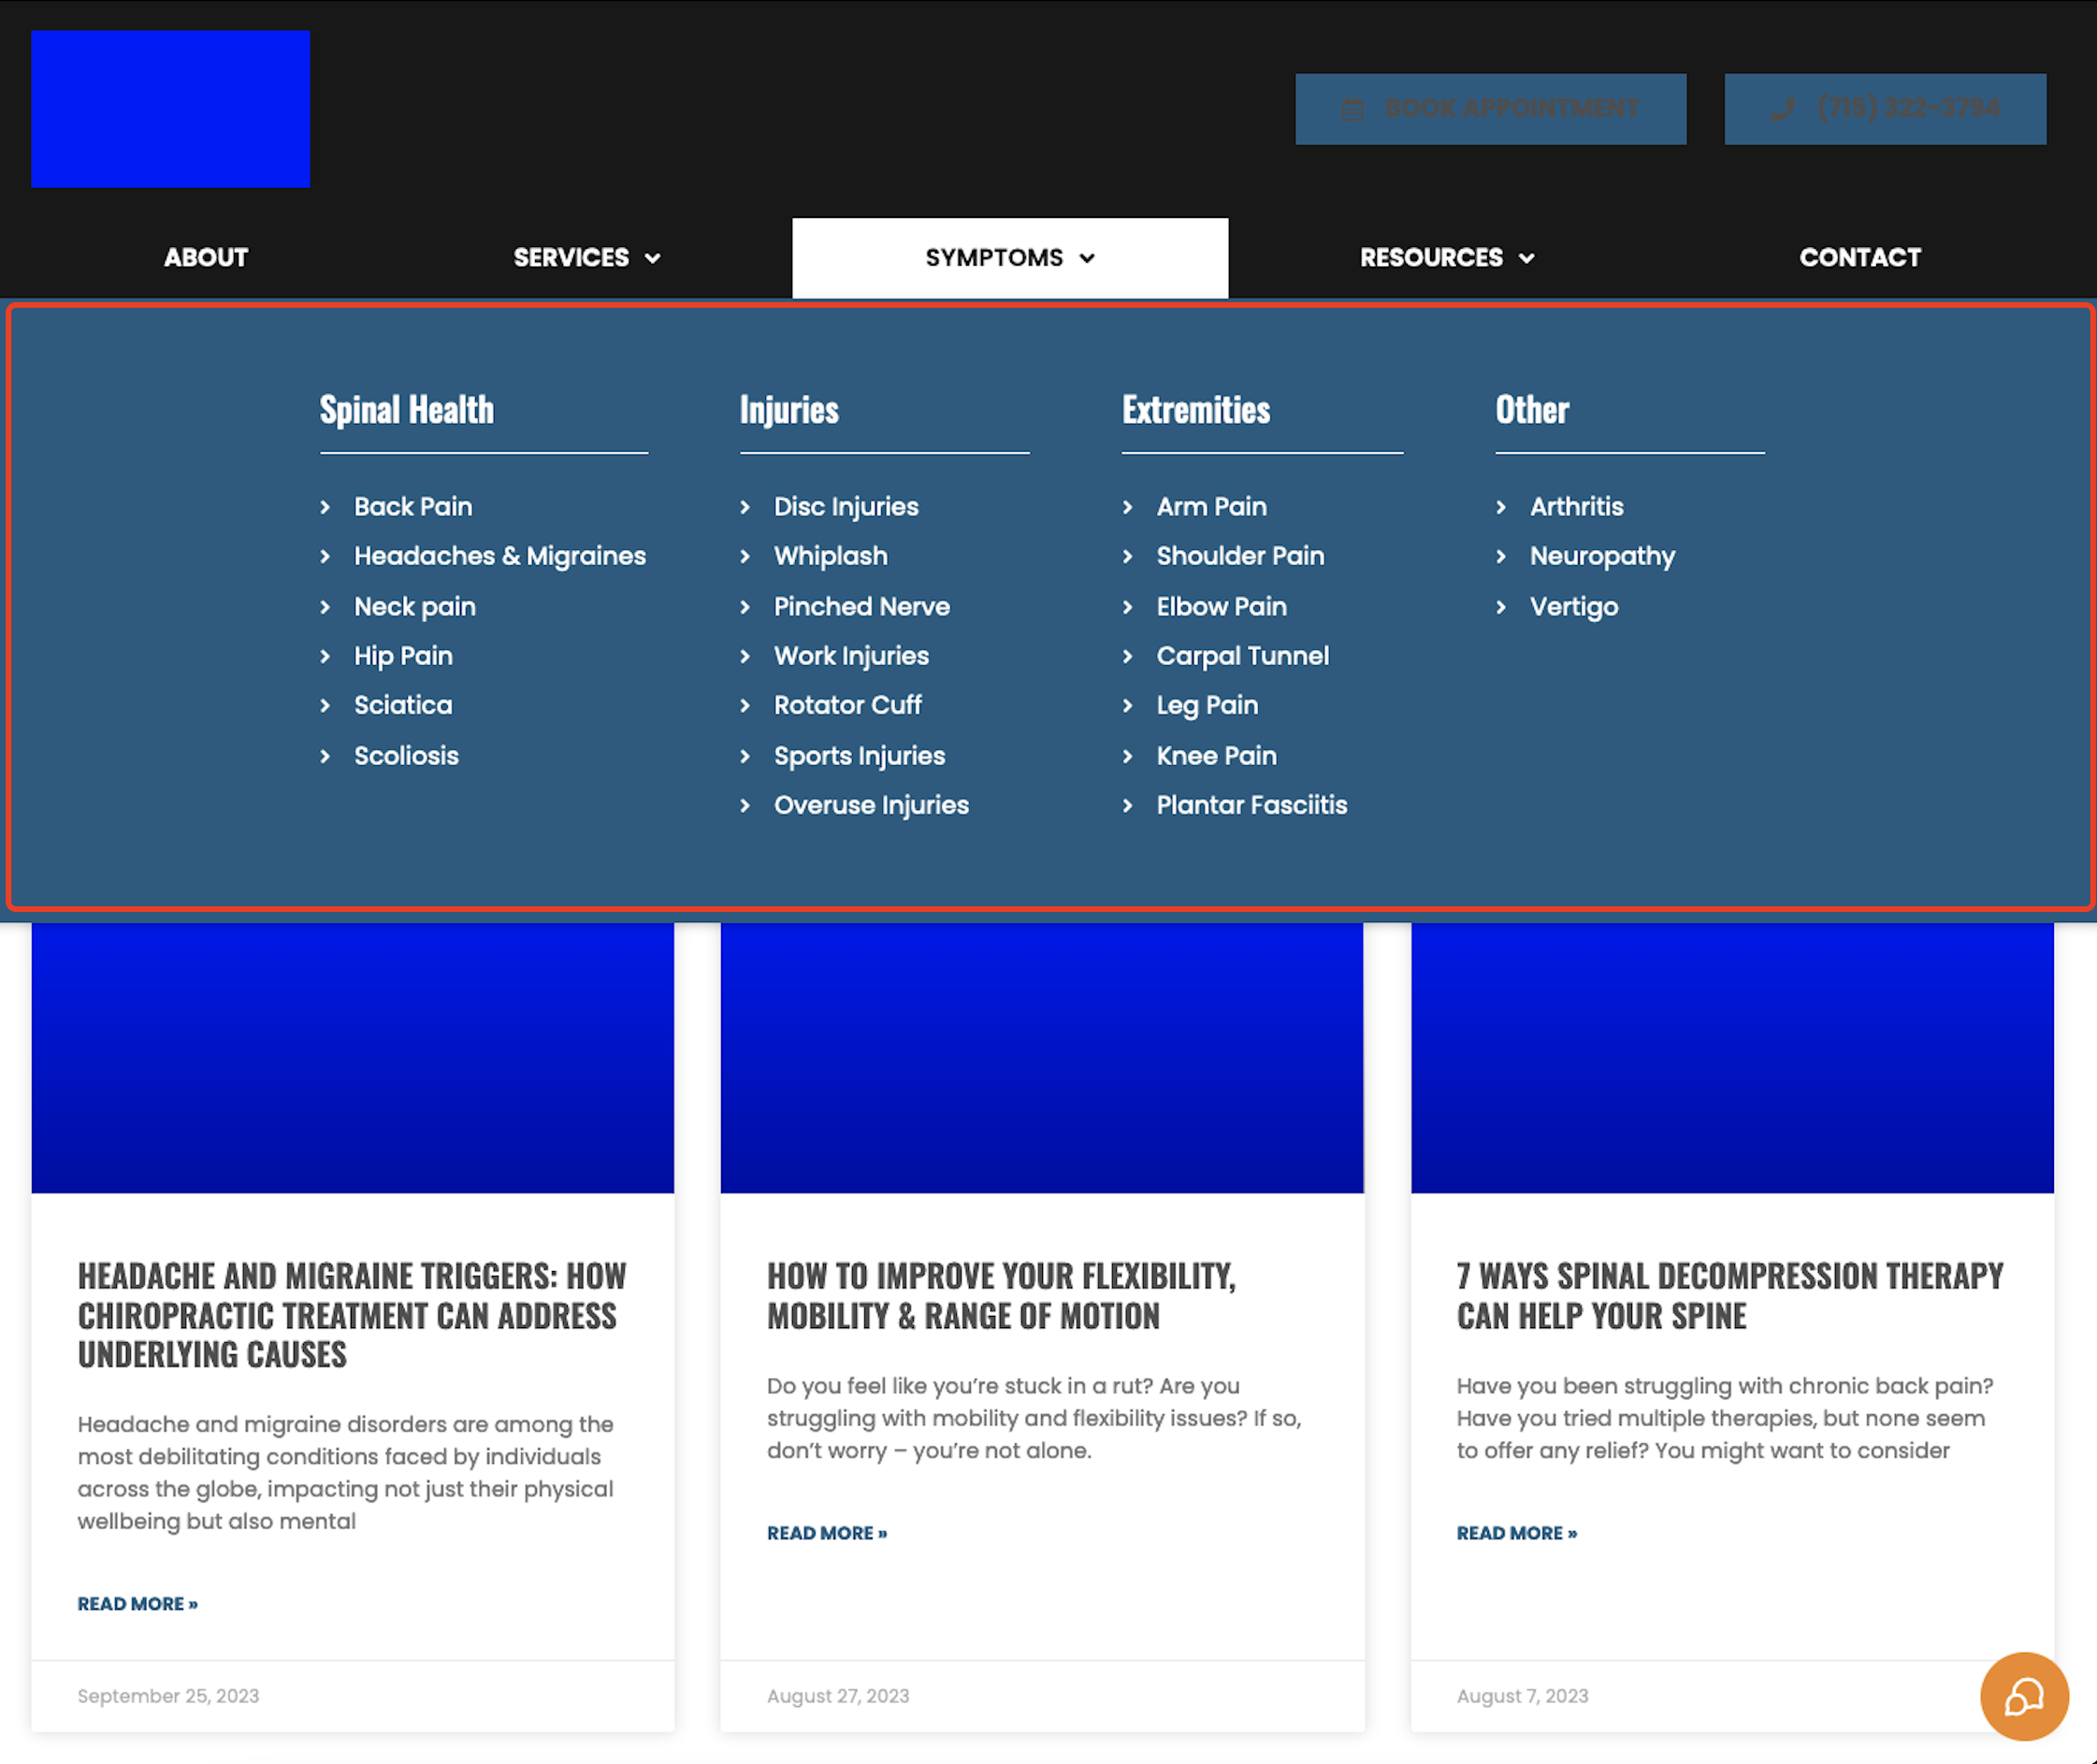 BOOK APPOINTMENT
(715) 322-3794
ABOUT
SERVICES
SYMPTOMS
RESOURCES
CONTACT
Spinal Health
Back Pain
Headaches & Migraines
Neck pain
Hip Pain
Sciatica
Scoliosis
Injuries
Disc Injuries
Whiplash
Pinched Nerve
Work Injuries
Rotator Cuff
Sports Injuries
Overuse Injuries
Extremities
Arm Pain
Shoulder Pain
Elbow Pain
Carpal Tunnel
Leg Pain
Knee Pain
Plantar Fasciitis
Other
Arthritis
Neuropathy
Vertigo
HEADACHE AND MIGRAINE TRIGGERS: HOW
CHIROPRACTIC TREATMENT CAN ADDRESS
UNDERLYING CAUSES
Headache and migraine disorders are among the
most debilitating conditions faced by individuals
across the globe, impacting not just their physical
wellbeing but also mental
READ MORE »
September 25, 2023
HOW TO IMPROVE YOUR FLEXIBILITY,
MOBILITY & RANGE OF MOTION
Do you feel like you’re stuck in a rut? Are you
struggling with mobility and flexibility issues? If so,
don’t worry – you’re not alone.
READ MORE »
August 27, 2023
7 WAYS SPINAL DECOMPRESSION THERAPY
CAN HELP YOUR SPINE
Have you been struggling with chronic back pain?
Have you tried multiple therapies, but none seem
to offer any relief? You might want to consider
READ MORE »
August 7, 2023